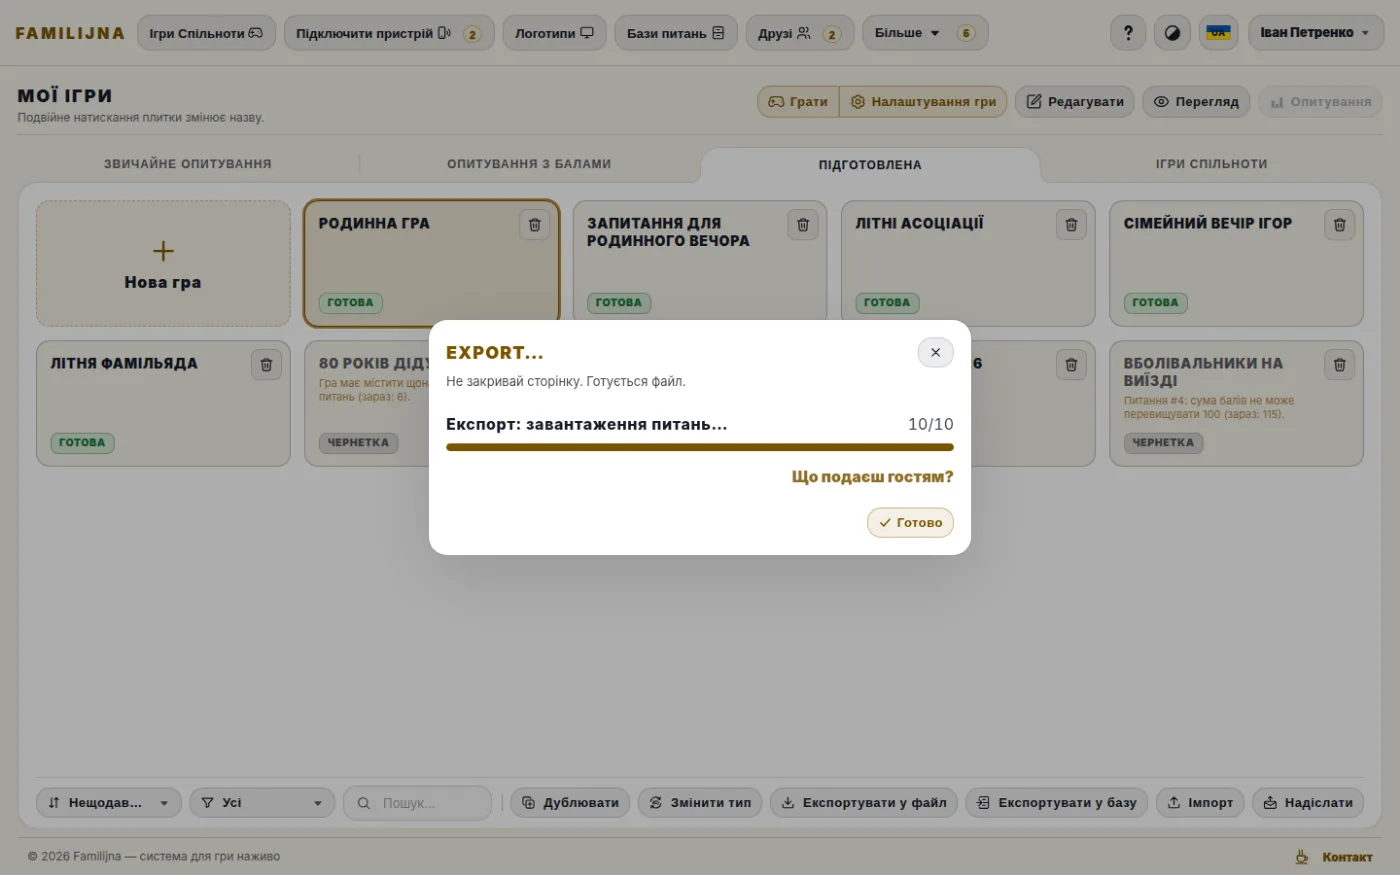 FAMILIJNA
Ігри Спільноти
Підключити пристрій 2
Логотипи
Бази питань
Друзі 2
Більше 6
?
UA
Іван Петренко
МОЇ ІГРИ
Подвійне натискання плитки змінює назву.
Грати
Налаштування гри
Редагувати
Перегляд
Опитування
ЗВИЧАЙНЕ ОПИТУВАННЯ
ОПИТУВАННЯ З БАЛАМИ
ПІДГОТОВЛЕНА
ІГРИ СПІЛЬНОТИ
Нова гра
РОДИННА ГРА
ГОТОВА
ЗАПИТАННЯ ДЛЯ
РОДИННОГО ВЕЧОРА
ГОТОВА
ЛІТНІ АСОЦІАЦІЇ
ГОТОВА
СІМЕЙНИЙ ВЕЧІР ІГОР
ГОТОВА
ЛІТНЯ ФАМІЛЬЯДА
ГОТОВА
80 РОКІВ
Гра має містити
питань (зараз: 6).
ЧЕРНЕТКА
6
ВБОЛІВАЛЬНИКИ НА
ВИЇЗДІ
Питання #4: сума балів не може
перевищувати 100 (зараз: 115).
ЧЕРНЕТКА
EXPORT...
Не закривай сторінку. Готується файл.
Експорт: завантаження питань... 10/10
Що подаєш гостям?
Готово
Нещодав...
Усі
Пошук...
Дублювати
Змінити тип
Експортувати у файл
Експортувати у базу
Імпорт
Надіслати
© 2026 Familijna — система для гри наживо
Контакт